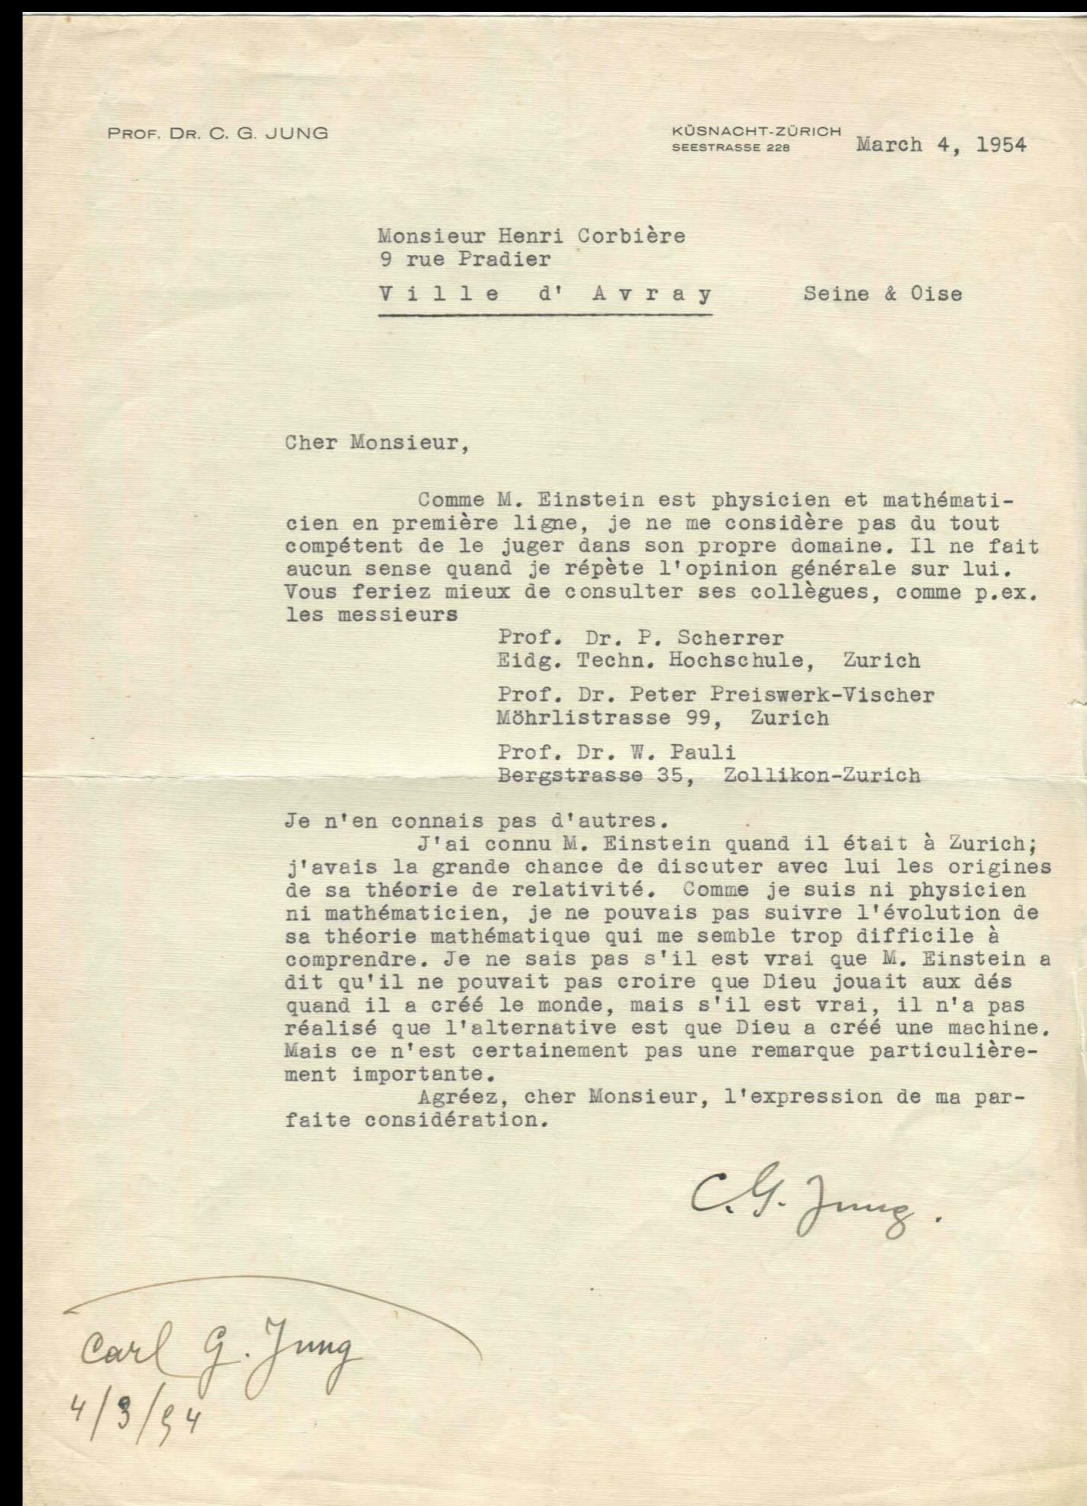 PROF. DR. C. G. JUNG
KÜSNACHT-ZÜRICH
SEESTRASSE 228
March 4, 1954
Monsieur Henri Corbière
9 rue Pradier
Ville d' Avray Seine & Oise
Cher Monsieur,
Comme M. Einstein est physicien et mathémati-
cien en première ligne, je ne me considère pas du tout
compétent de le juger dans son propre domaine. Il ne fait
aucun sense quand je répète l'opinion générale sur lui.
Vous feriez mieux de consulter ses collègues, comme p.ex.
les messieurs
Prof. Dr. P. Scherrer
Eidg. Techn. Hochschule, Zurich
Prof. Dr. Peter Preiswerk-Vischer
Möhrlistrasse 99, Zurich
Prof. Dr. W. Pauli
Bergstrasse 35, Zollikon-Zurich
Je n'en connais pas d'autres.
J'ai connu M. Einstein quand il était à Zurich;
j'avais la grande chance de discuter avec lui les origines
de sa théorie de relativité. Comme je suis ni physicien
ni mathématicien, je ne pouvais pas suivre l'évolution de
sa théorie mathématique qui me semble trop difficile à
comprendre. Je ne sais pas s'il est vrai que M. Einstein a
dit qu'il ne pouvait pas croire que Dieu jouait aux dés
quand il a créé le monde, mais s'il est vrai, il n'a pas
réalisé que l'alternative est que Dieu a créé une machine.
Mais ce n'est certainement pas une remarque particulière-
ment importante.
Agréez, cher Monsieur, l'expression de ma par-
faite considération.
C. G. Jung.
Carl G. Jung
4/3/54